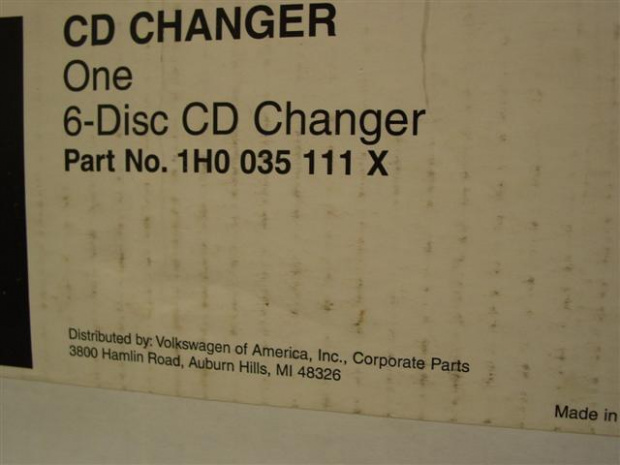 CD CHANGER
One
6-Disc CD Changer
Part No. 1H0 035 111 X
Distributed by: Volkswagen of America, Inc., Corporate Parts
3800 Hamlin Road, Auburn Hills, MI 48326
Made in